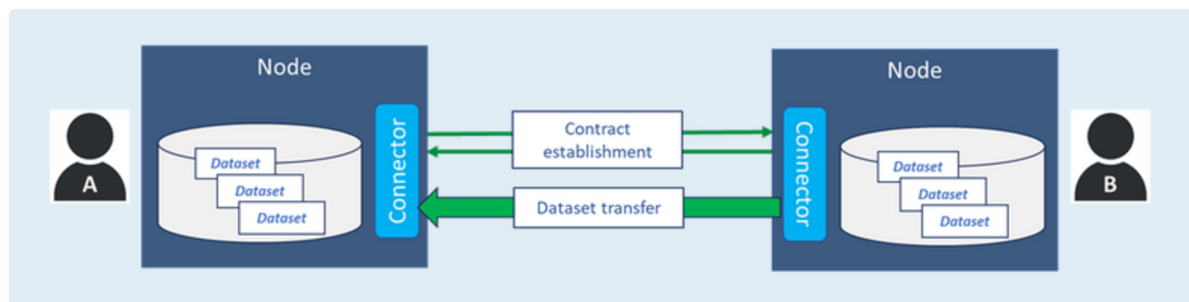 Node
A
Dataset
Dataset
Dataset
Connector
Contract
establishment
Dataset transfer
Node
Connector
Dataset
Dataset
Dataset
B